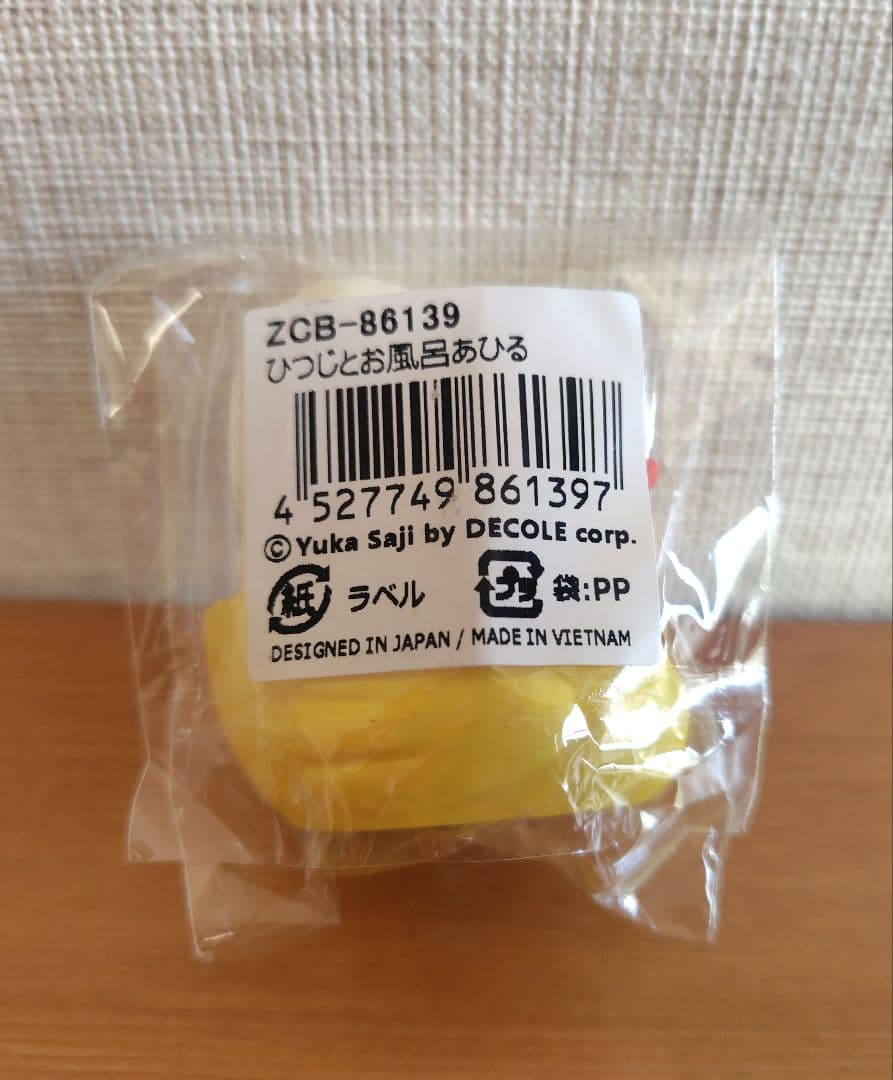 ZCB-86139
ひつじとお風呂あひる
4 527749 861397
©Yuka Saji by DECOLE corp.
紙 ラベル プラ 袋:PP
DESIGNED IN JAPAN / MADE IN VIETNAM